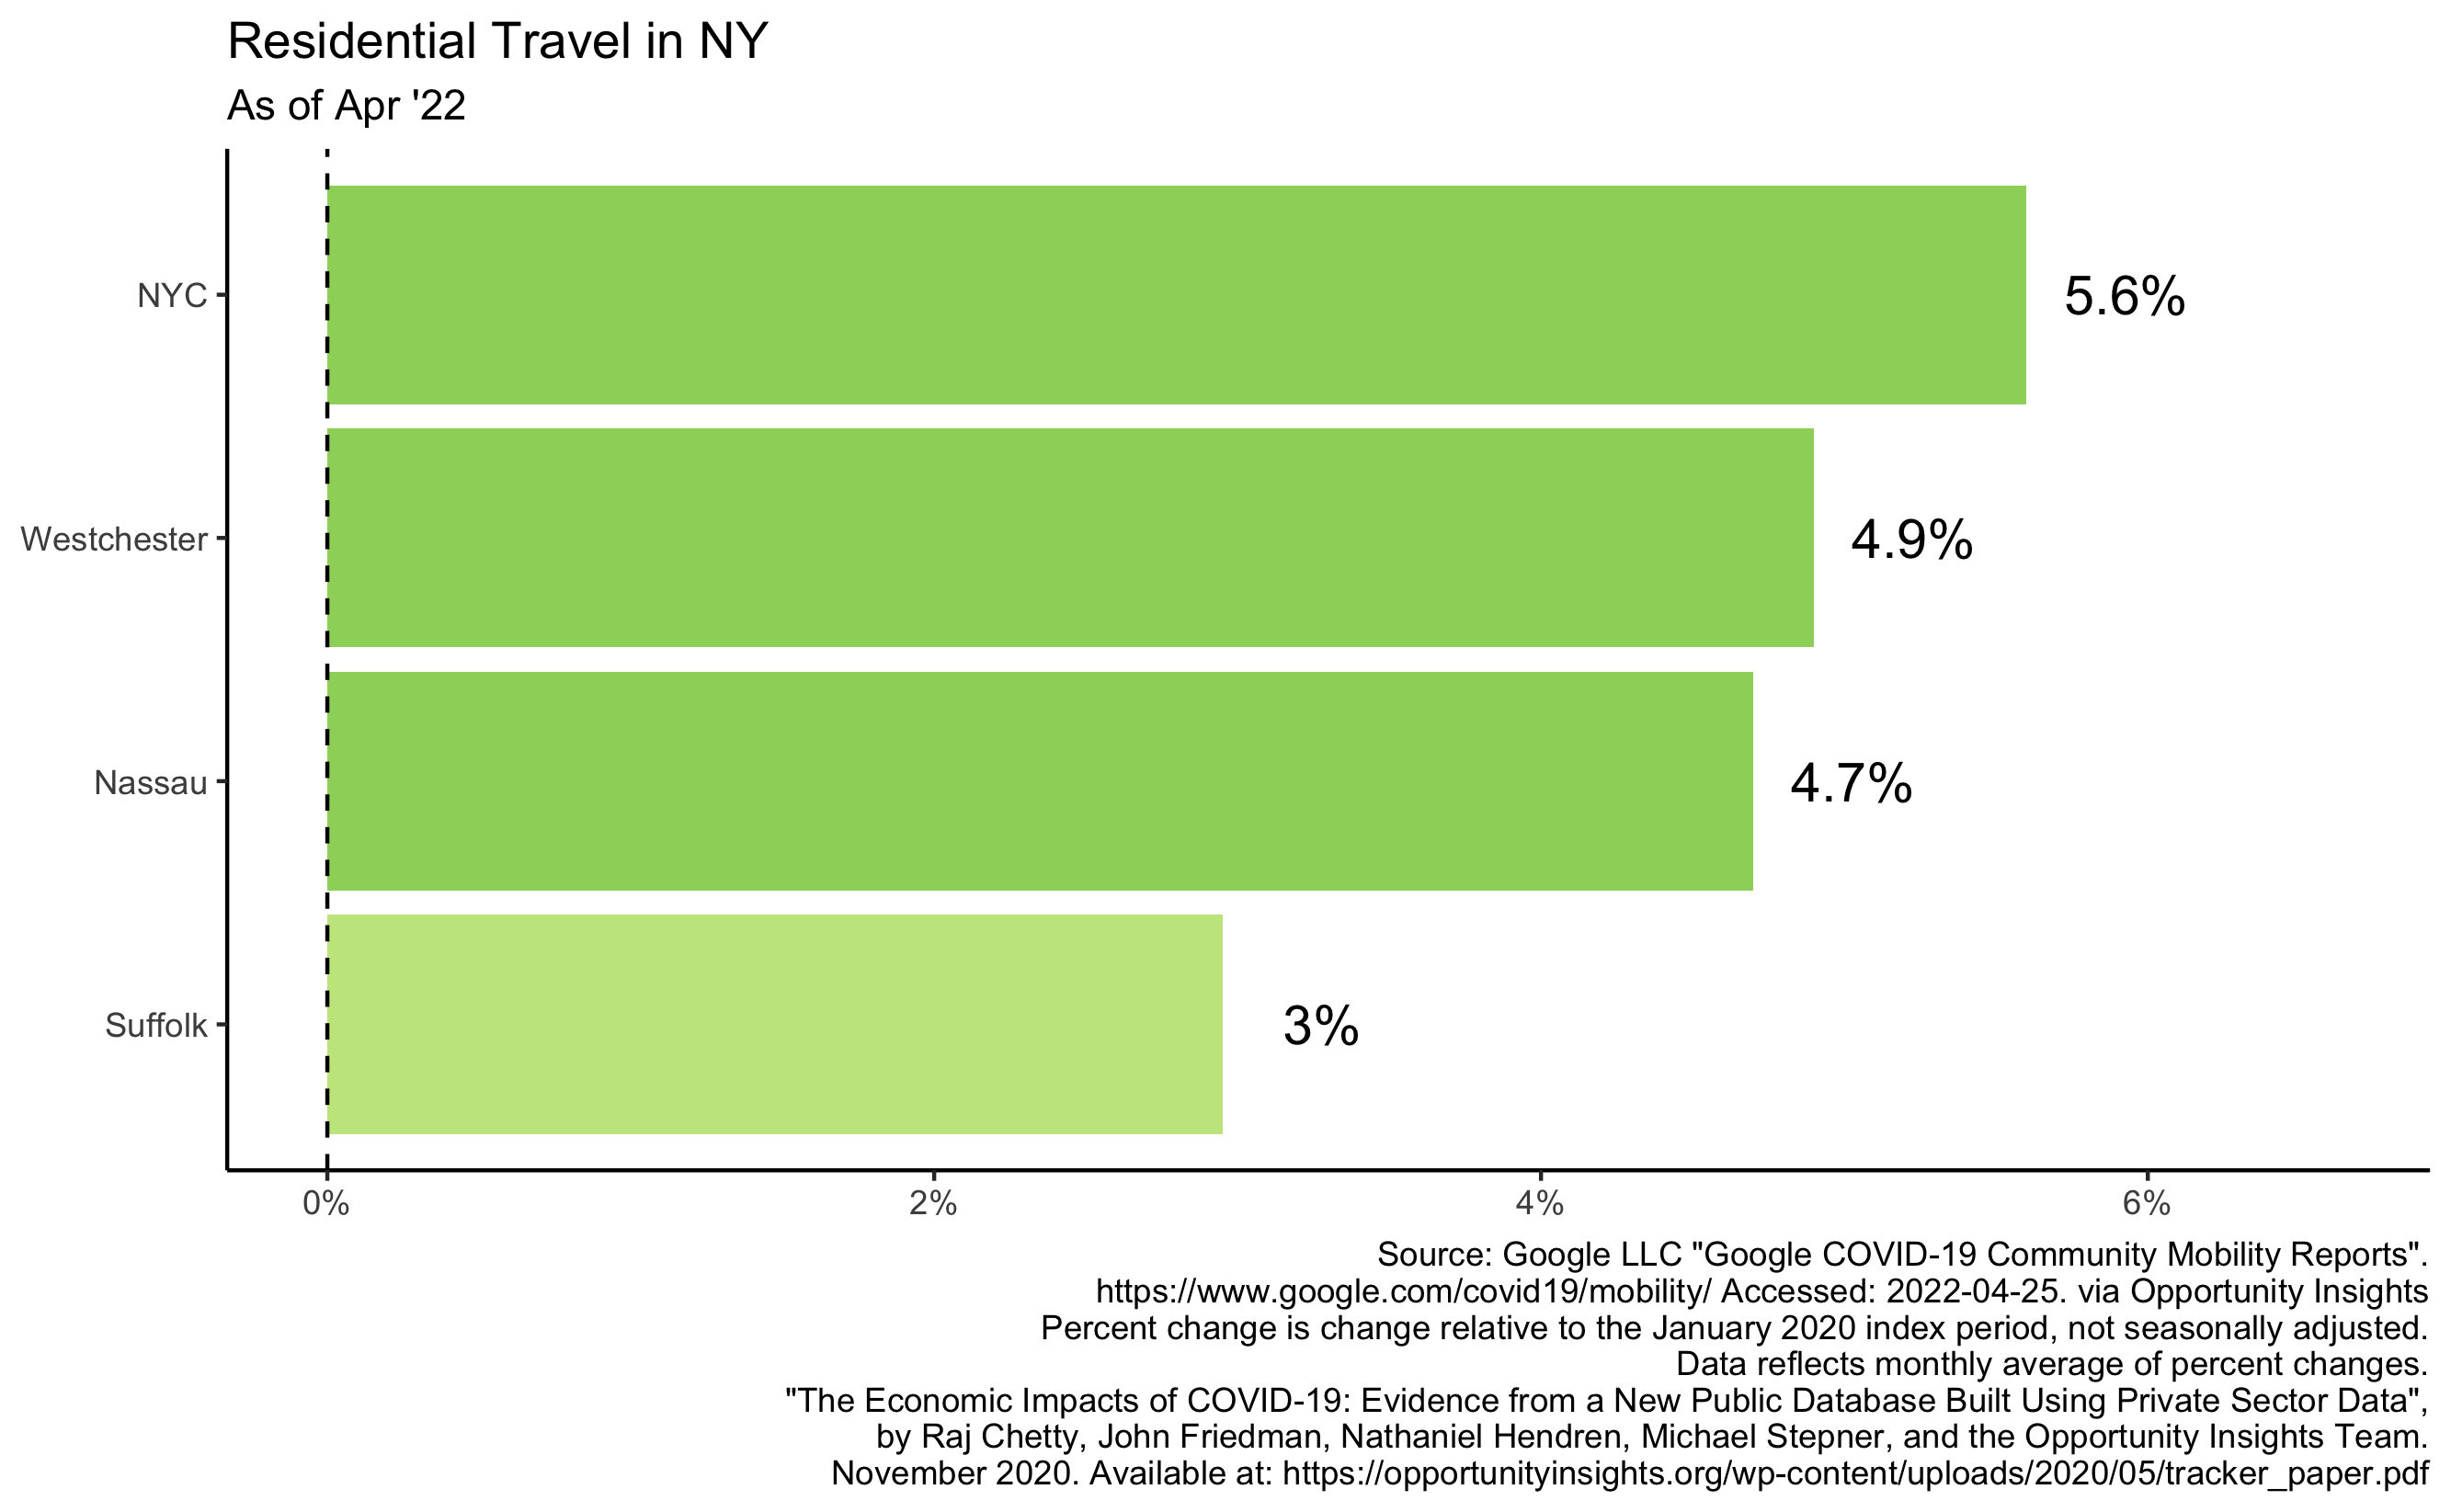 Residential Travel in NY
As of Apr '22
NYC
5.6%
Westchester
4.9%
Nassau
4.7%
Suffolk
3%
0% 2% 4% 6%
Source: Google LLC "Google COVID-19 Community Mobility Reports".
https://www.google.com/covid19/mobility/ Accessed: 2022-04-25. via Opportunity Insights
Percent change is change relative to the January 2020 index period, not seasonally adjusted.
Data reflects monthly average of percent changes.
"The Economic Impacts of COVID-19: Evidence from a New Public Database Built Using Private Sector Data",
by Raj Chetty, John Friedman, Nathaniel Hendren, Michael Stepner, and the Opportunity Insights Team.
November 2020. Available at: https://opportunityinsights.org/wp-content/uploads/2020/05/tracker_paper.pdf